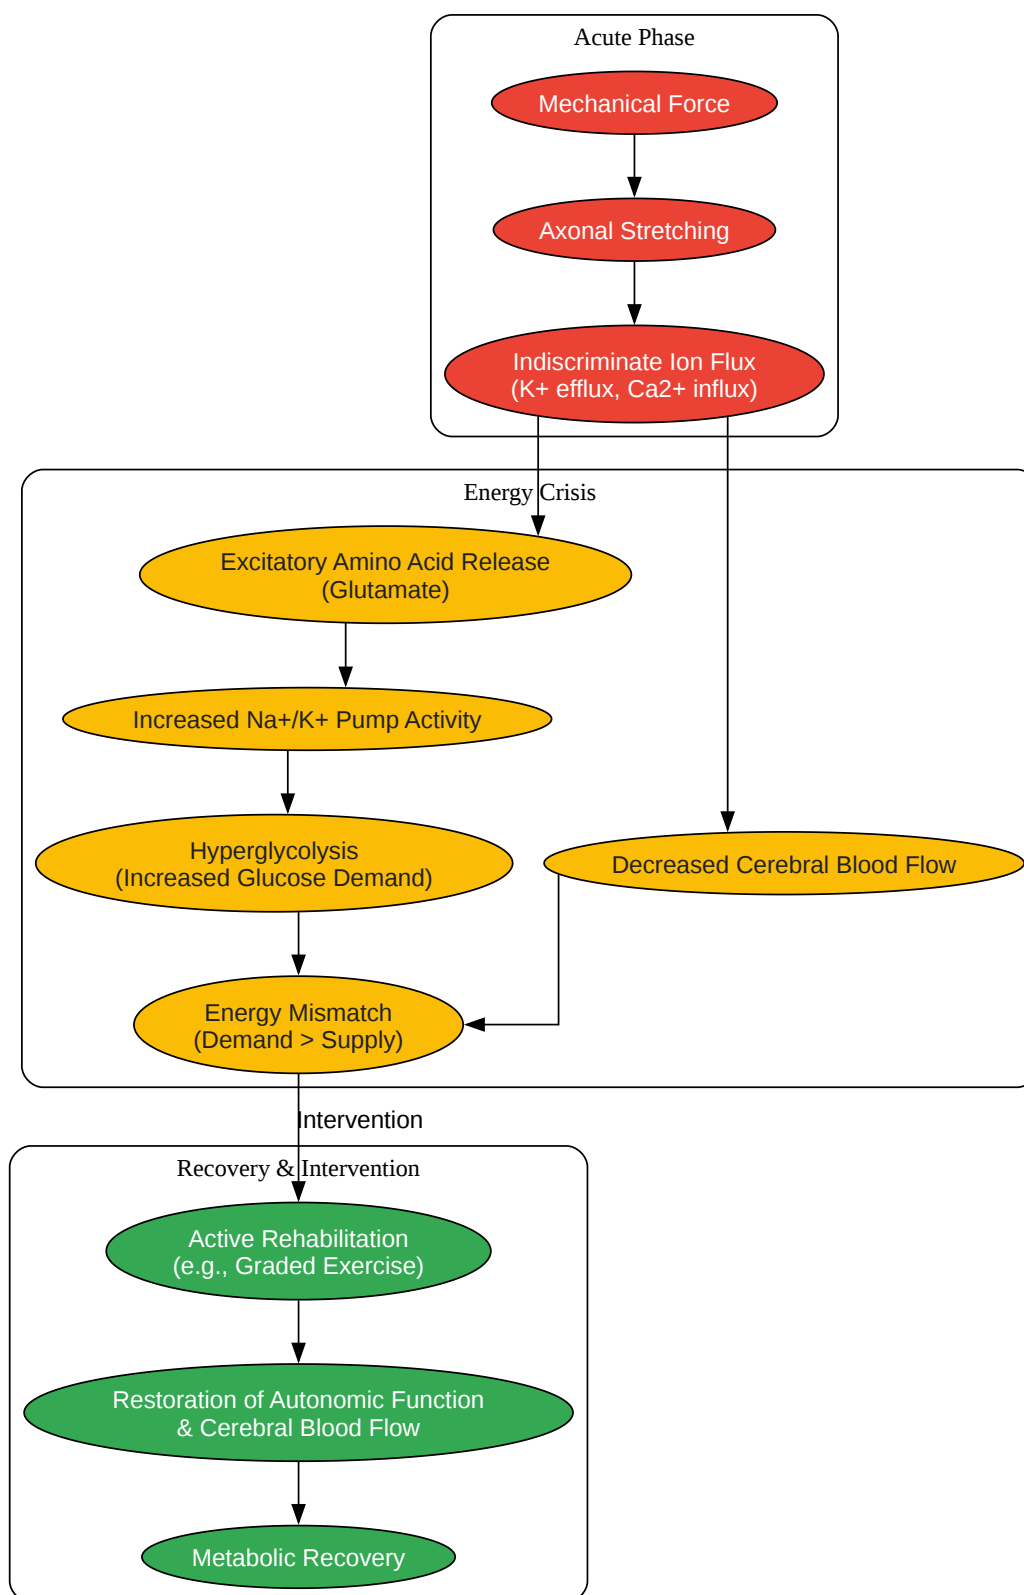 Acute Phase
Mechanical Force
Axonal Stretching
Indiscriminate Ion Flux
(K+ efflux, Ca2+ influx)
Energy Crisis
Excitatory Amino Acid Release
(Glutamate)
Increased Na+/K+ Pump Activity
Hyperglycolysis
(Increased Glucose Demand)
Decreased Cerebral Blood Flow
Energy Mismatch
(Demand > Supply)
Intervention
Recovery & Intervention
Active Rehabilitation
(e.g., Graded Exercise)
Restoration of Autonomic Function
& Cerebral Blood Flow
Metabolic Recovery